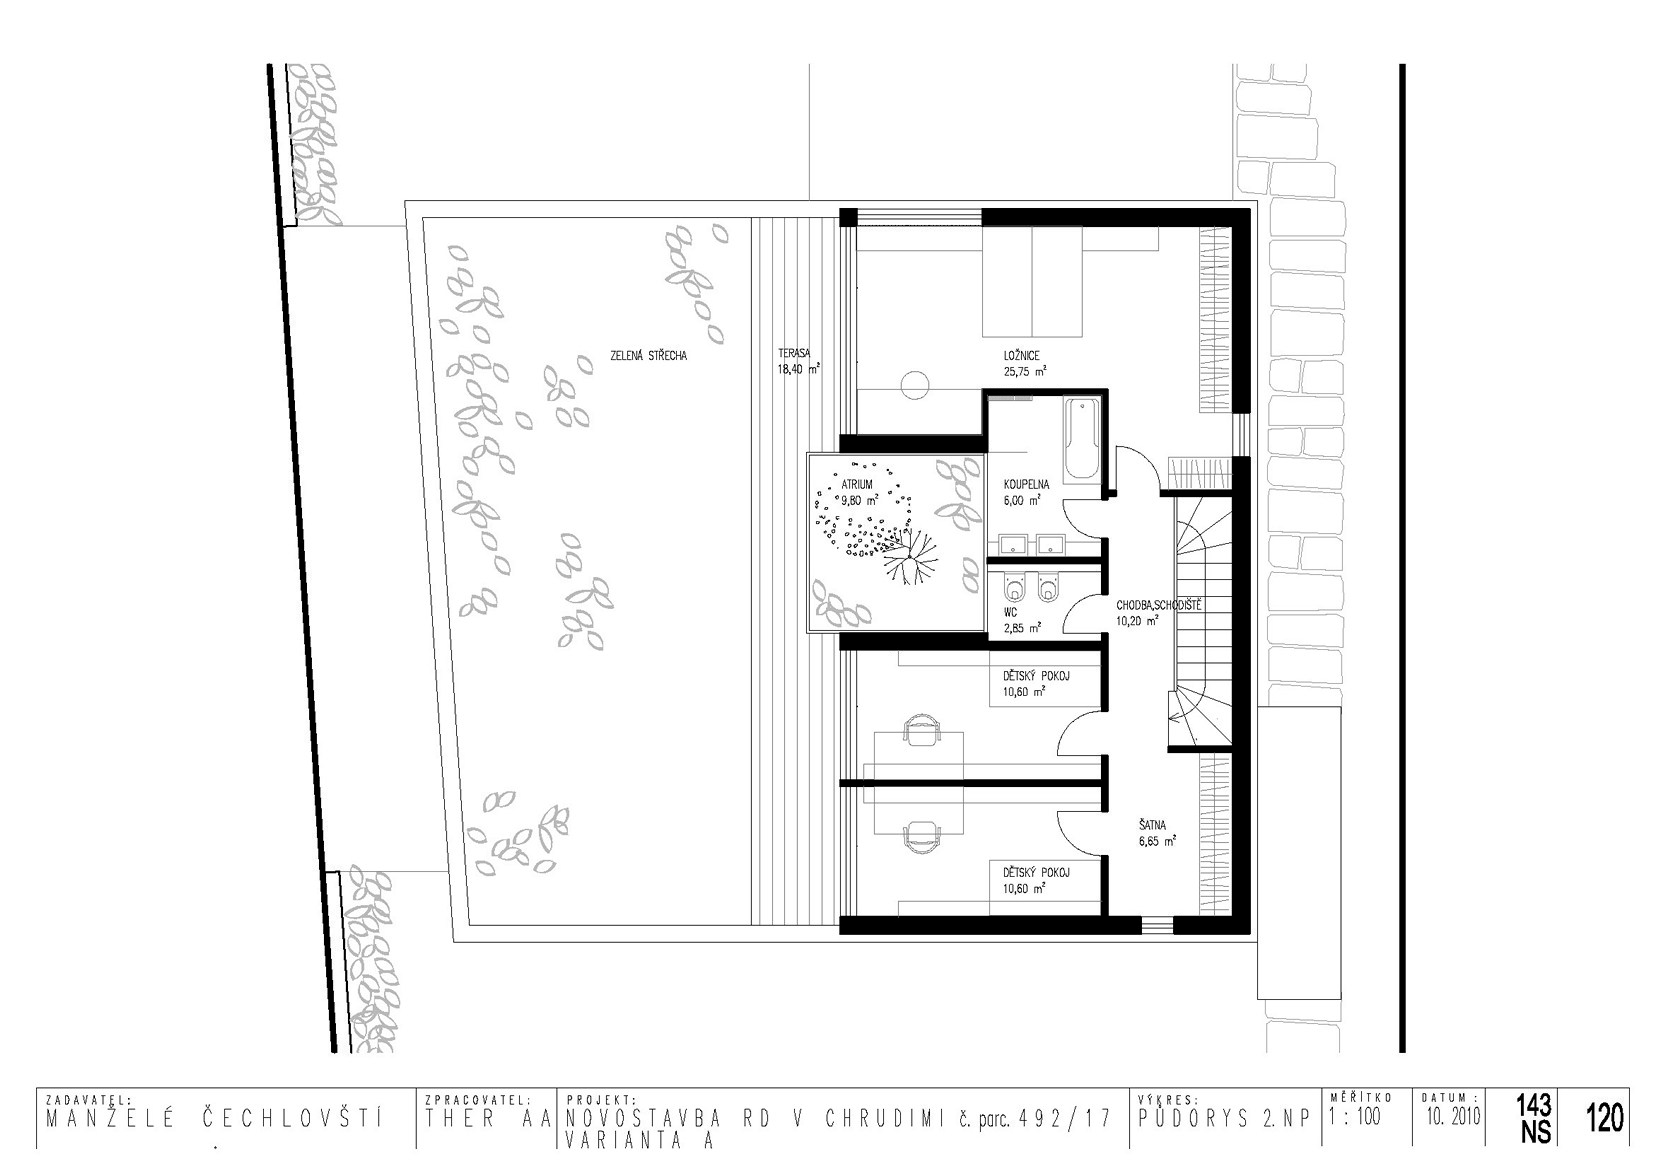 ZELENÁ STŘECHA
TERASA
18,40 m²
LOŽNICE
25,75 m²
ATRIUM
9,80 m²
KOUPELNA
6,00 m²
WC
2,85 m²
CHODBA,SCHODIŠTĚ
10,20 m²
DĚTSKÝ POKOJ
10,60 m²
ŠATNA
6,65 m²
DĚTSKÝ POKOJ
10,60 m²
ZADAVATEL:
MANŽELÉ ČECHLOVŠTÍ
ZPRACOVATEL:
THER AA
PROJEKT:
NOVOSTAVBA RD V CHRUDIMI č. parc. 492/17
VARIANTA A
VÝKRES:
PŮDORYS 2.NP
MĚŘÍTKO
1 : 100
DATUM :
10. 2010
143
NS
120